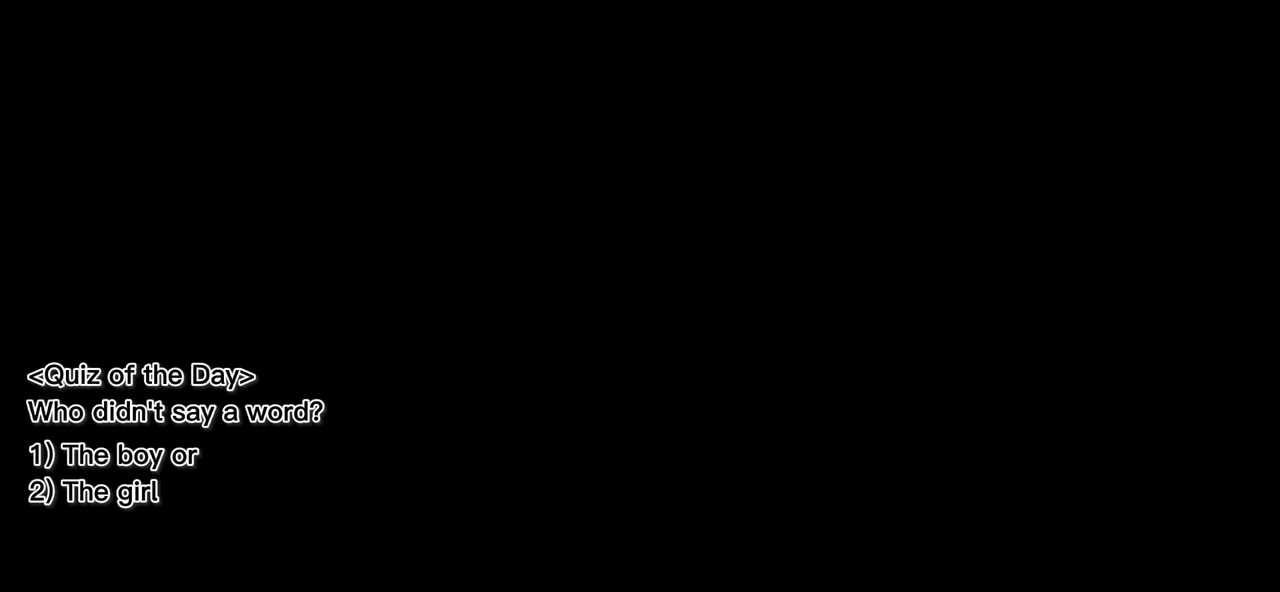 <Quiz of the Day>
Who didn't say a word?
1) The boy or
2) The girl